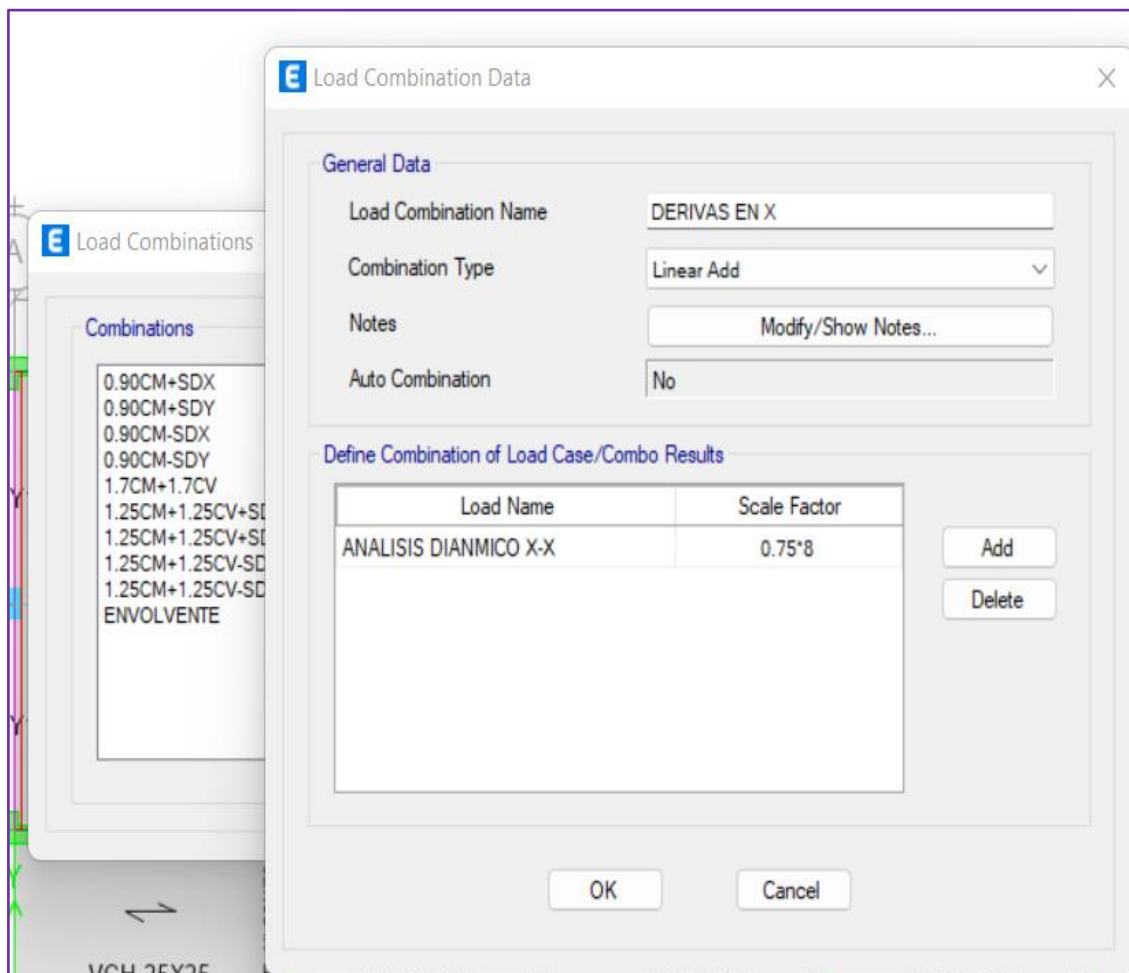 Load Combination Data
General Data
Load Combination Name DERIVAS EN X
Combination Type Linear Add
Notes Modify/Show Notes...
Auto Combination No
Define Combination of Load Case/Combo Results
Load Name Scale Factor
ANALISIS DIANMICO X-X 0.75*8
Add
Delete
OK Cancel
Load Combinations
Combinations
0.90CM+SDX
0.90CM+SDY
0.90CM-SDX
0.90CM-SDY
1.7CM+1.7CV
1.25CM+1.25CV+SD
1.25CM+1.25CV+SD
1.25CM+1.25CV-SD
1.25CM+1.25CV-SD
ENVOLVENTE
A
Y
Y
Y